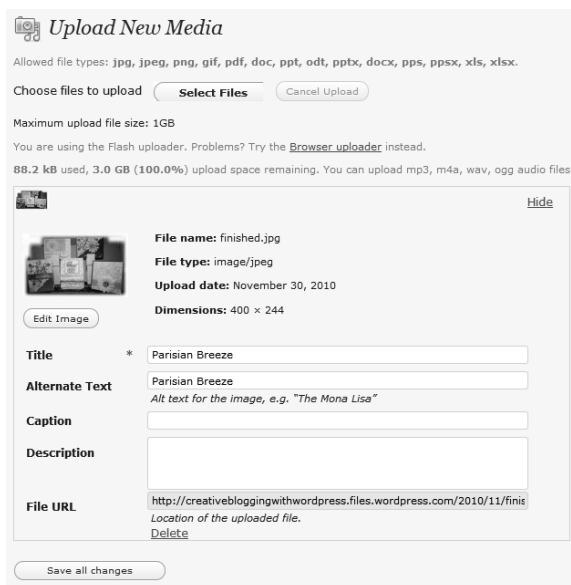 Upload New Media
Allowed file types: jpg, jpeg, png, gif, pdf, doc, ppt, odt, pptx, docx, pps, ppsx, xls, xlsx.
Choose files to upload Select Files Cancel Upload
Maximum upload file size: 1GB
You are using the Flash uploader. Problems? Try the Browser uploader instead.
88.2 kB used, 3.0 GB (100.0%) upload space remaining. You can upload mp3, m4a, wav, ogg audio files
Hide
File name: finished.jpg
File type: image/jpeg
Upload date: November 30, 2010
Dimensions: 400 × 244
Edit Image
Title * Parisian Breeze
Alternate Text Parisian Breeze
Alt text for the image, e.g. “The Mona Lisa”
Caption
Description
File URL http://creativebloggingwithwordpress.files.wordpress.com/2010/11/finis
Location of the uploaded file.
Delete
Save all changes